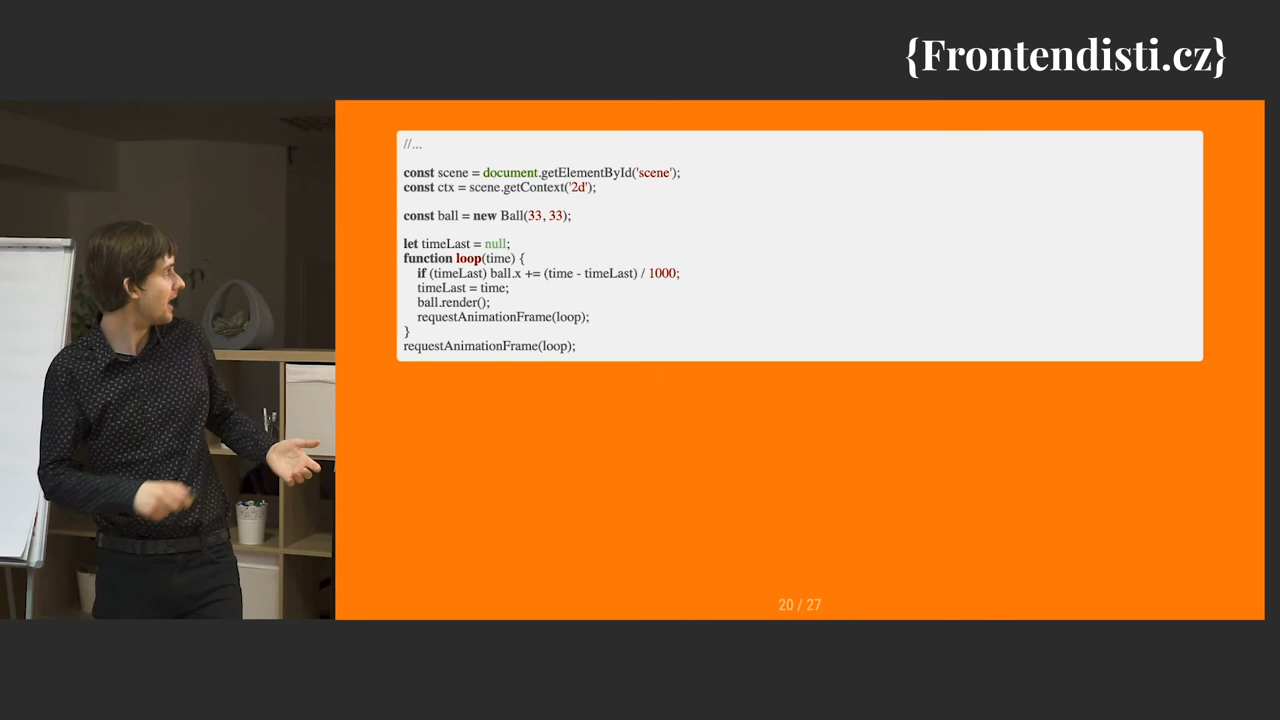 {Frontendisti.cz}
//...
const scene = document.getElementById('scene');
const ctx = scene.getContext('2d');
const ball = new Ball(33, 33);
let timeLast = null;
function loop(time) {
if (timeLast) ball.x += (time - timeLast) / 1000;
timeLast = time;
ball.render();
requestAnimationFrame(loop);
}
requestAnimationFrame(loop);
20 / 27